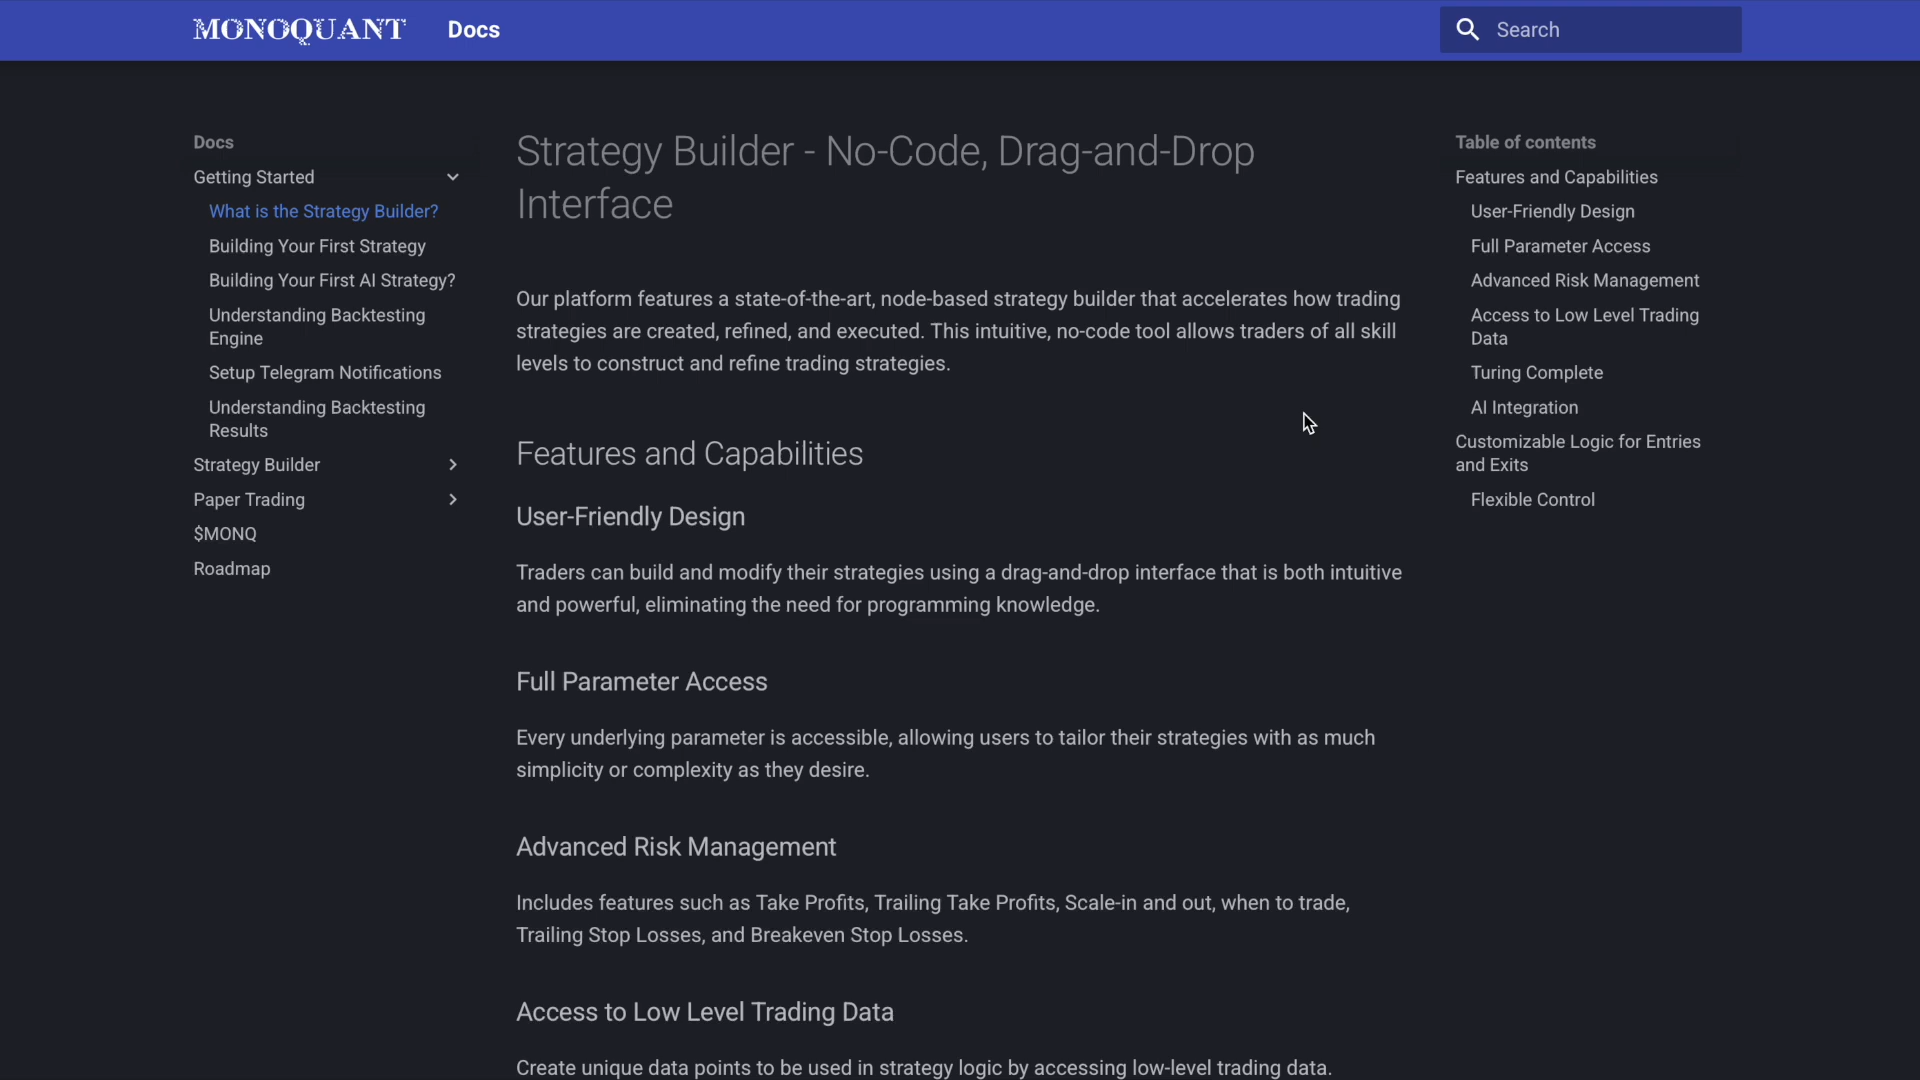 MONOQUANT
Docs
Search
Docs
Getting Started
What is the Strategy Builder?
Building Your First Strategy
Building Your First AI Strategy?
Understanding Backtesting
Engine
Setup Telegram Notifications
Understanding Backtesting
Results
Strategy Builder
Paper Trading
$MONQ
Roadmap
Strategy Builder - No-Code, Drag-and-Drop
Interface
Our platform features a state-of-the-art, node-based strategy builder that accelerates how trading
strategies are created, refined, and executed. This intuitive, no-code tool allows traders of all skill
levels to construct and refine trading strategies.
Features and Capabilities
User-Friendly Design
Traders can build and modify their strategies using a drag-and-drop interface that is both intuitive
and powerful, eliminating the need for programming knowledge.
Full Parameter Access
Every underlying parameter is accessible, allowing users to tailor their strategies with as much
simplicity or complexity as they desire.
Advanced Risk Management
Includes features such as Take Profits, Trailing Take Profits, Scale-in and out, when to trade,
Trailing Stop Losses, and Breakeven Stop Losses.
Access to Low Level Trading Data
Create unique data points to be used in strategy logic by accessing low-level trading data.
Table of contents
Features and Capabilities
User-Friendly Design
Full Parameter Access
Advanced Risk Management
Access to Low Level Trading
Data
Turing Complete
AI Integration
Customizable Logic for Entries
and Exits
Flexible Control